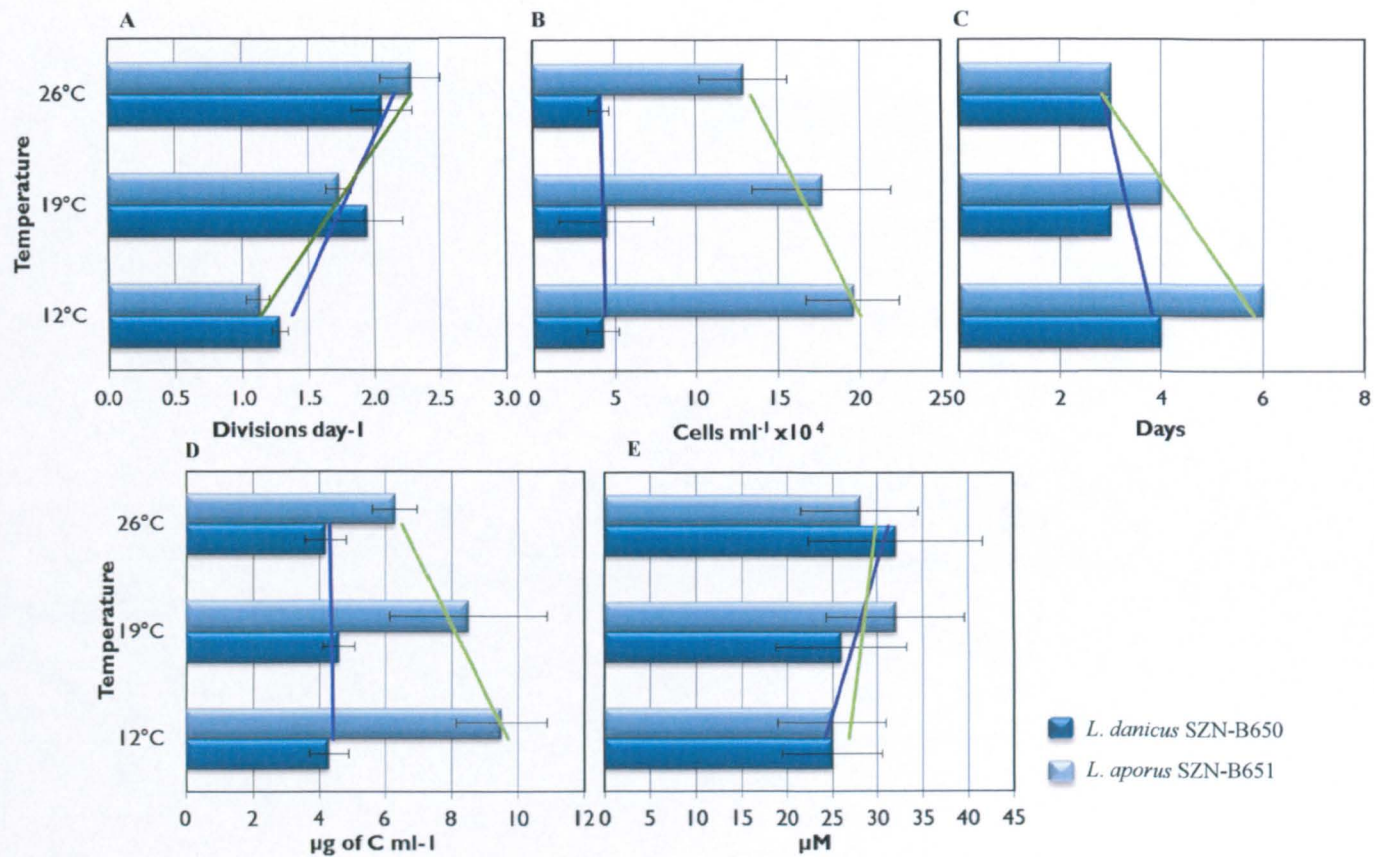 A
B
C
Temperature
26°C
19°C
12°C
0.0 0.5 1.0 1.5 2.0 2.5 3.0
0 5 10 15 20 25
0 2 4 6 8
Divisions day-1
Cells ml-1 x10 4
Days
D
E
Temperature
26°C
19°C
12°C
0 2 4 6 8 10 12
0 5 10 15 20 25 30 35 40 45
µg of C ml-1
µM
L. danicus SZN-B650
L. aporus SZN-B651